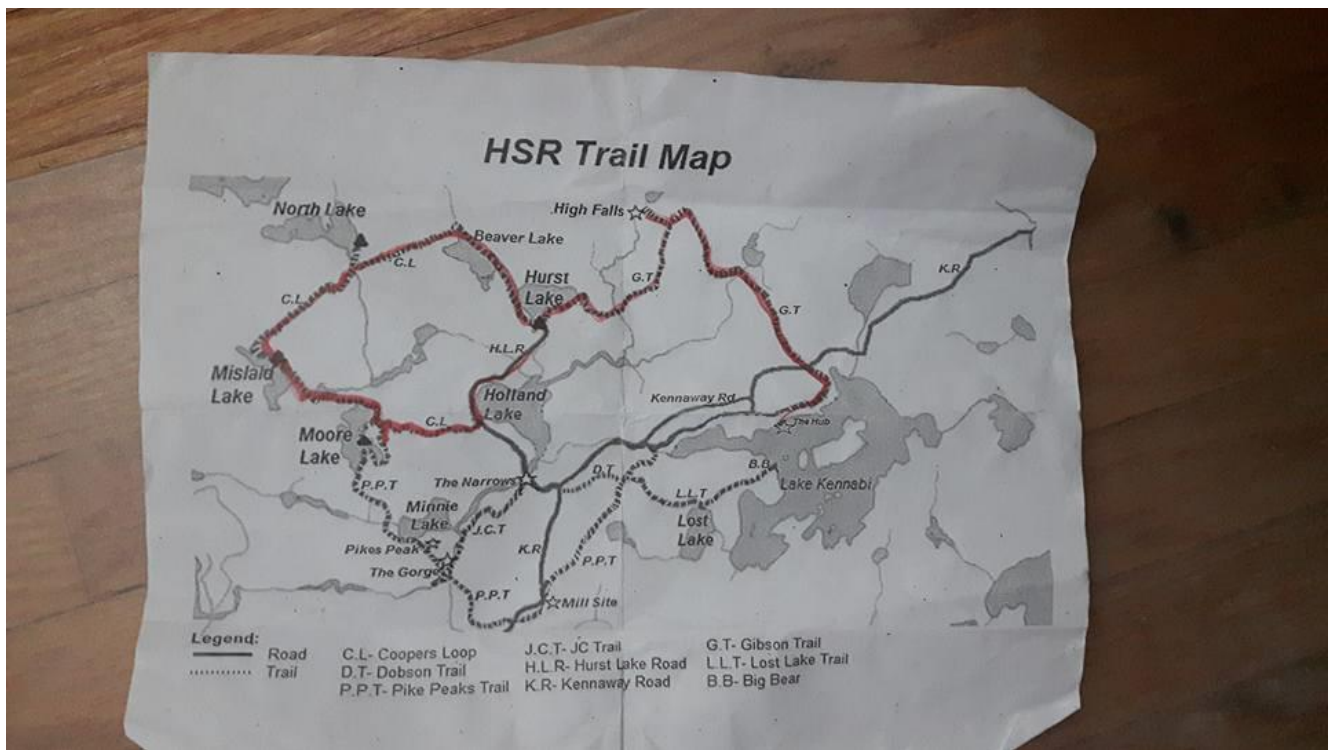 HSR Trail Map
High Falls
North Lake
Beaver Lake
C.L
K.R
Hurst
Lake
G.T
C.L
G.T
H.L.R
Mislaid
Lake
Holland
Lake
Kennaway Rd
C.L
The Hub
Moore
Lake
The Narrows
D.T
B.B
Lake Kennabi
P.P.T
L.L.T
Minnie
Lake
J.C.T
Lost
Lake
Pikes Peak
K.R
P.P.T
The Gorge
P.P.T
Mill Site
Legend:
Road
Trail
C.L- Coopers Loop
D.T- Dobson Trail
P.P.T- Pike Peaks Trail
J.C.T- JC Trail
H.L.R- Hurst Lake Road
K.R- Kennaway Road
G.T- Gibson Trail
L.L.T- Lost Lake Trail
B.B- Big Bear